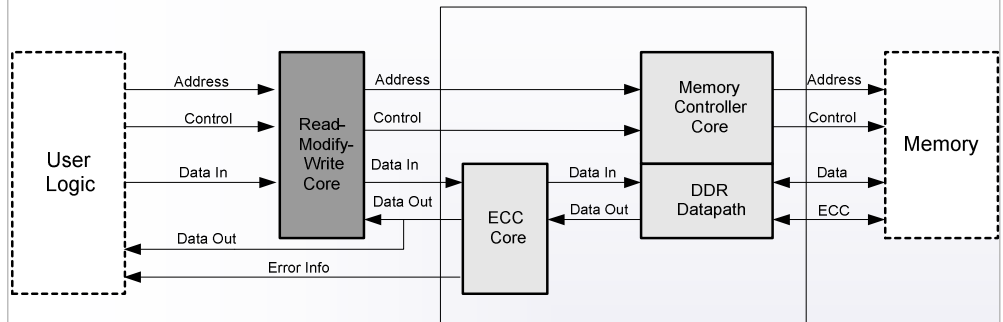 Address
Address
Address
Control
Control
Control
User
Logic
Read-
Modify-
Write
Core
Memory
Controller
Core
Memory
Data In
Data In
Data In
Data
Data Out
Data Out
ECC
ECC
Core
DDR
Datapath
Data Out
Error Info